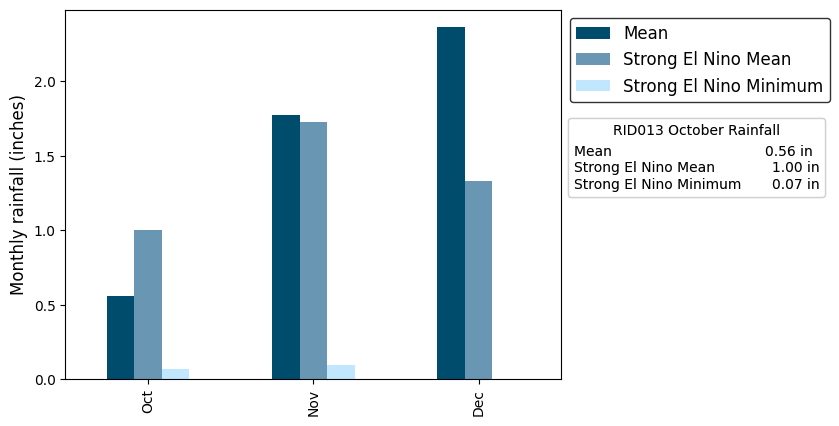 Mean
Strong El Nino Mean
Strong El Nino Minimum
RID013 October Rainfall
Mean 0.56 in
Strong El Nino Mean 1.00 in
Strong El Nino Minimum 0.07 in
Monthly rainfall (inches)
2.0
1.5
1.0
0.5
0.0
Oct Nov Dec